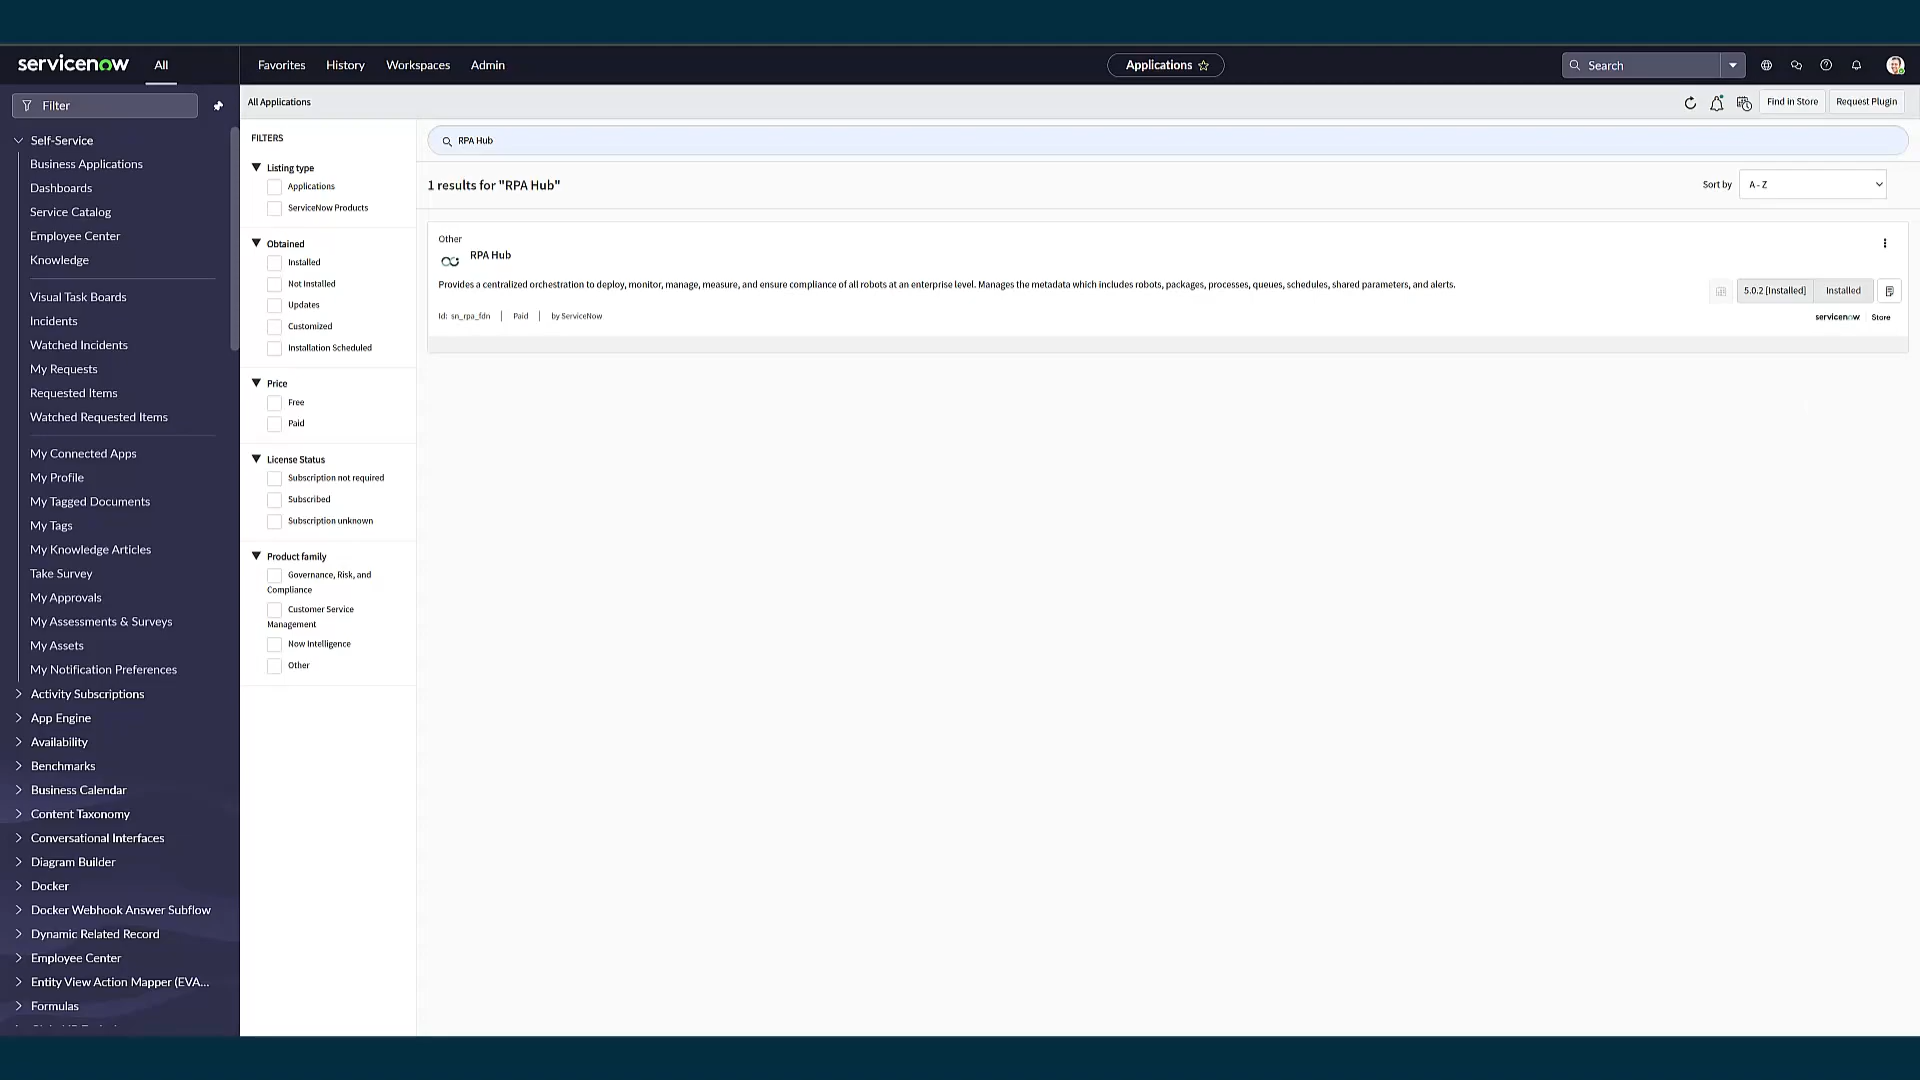 servicenow
All
Favorites
History
Workspaces
Admin
Applications
Search
Filter
All Applications
Find in Store
Request Plugin
Self-Service
Business Applications
Dashboards
Service Catalog
Employee Center
Knowledge
Visual Task Boards
Incidents
Watched Incidents
My Requests
Requested Items
Watched Requested Items
My Connected Apps
My Profile
My Tagged Documents
My Tags
My Knowledge Articles
Take Survey
My Approvals
My Assessments & Surveys
My Assets
My Notification Preferences
Activity Subscriptions
App Engine
Availability
Benchmarks
Business Calendar
Content Taxonomy
Conversational Interfaces
Diagram Builder
Docker
Docker Webhook Answer Subflow
Dynamic Related Record
Employee Center
Entity View Action Mapper (EVA...
Formulas
FILTERS
Listing type
Applications
ServiceNow Products
Obtained
Installed
Not Installed
Updates
Customized
Installation Scheduled
Price
Free
Paid
License Status
Subscription not required
Subscribed
Subscription unknown
Product family
Governance, Risk, and
Compliance
Customer Service
Management
Now Intelligence
Other
RPA Hub
1 results for "RPA Hub"
Sort by
A - Z
Other
RPA Hub
Provides a centralized orchestration to deploy, monitor, manage, measure, and ensure compliance of all robots at an enterprise level. Manages the metadata which includes robots, packages, processes, queues, schedules, shared parameters, and alerts.
5.0.2 [Installed]
Installed
Id: sn_rpa_fdn | Paid | by ServiceNow
servicenow Store